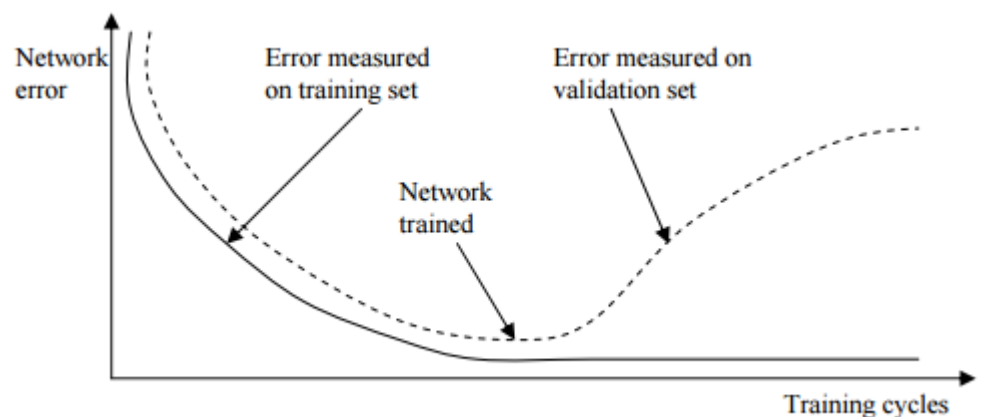 Network
error
Error measured
on training set
Error measured on
validation set
Network
trained
Training cycles